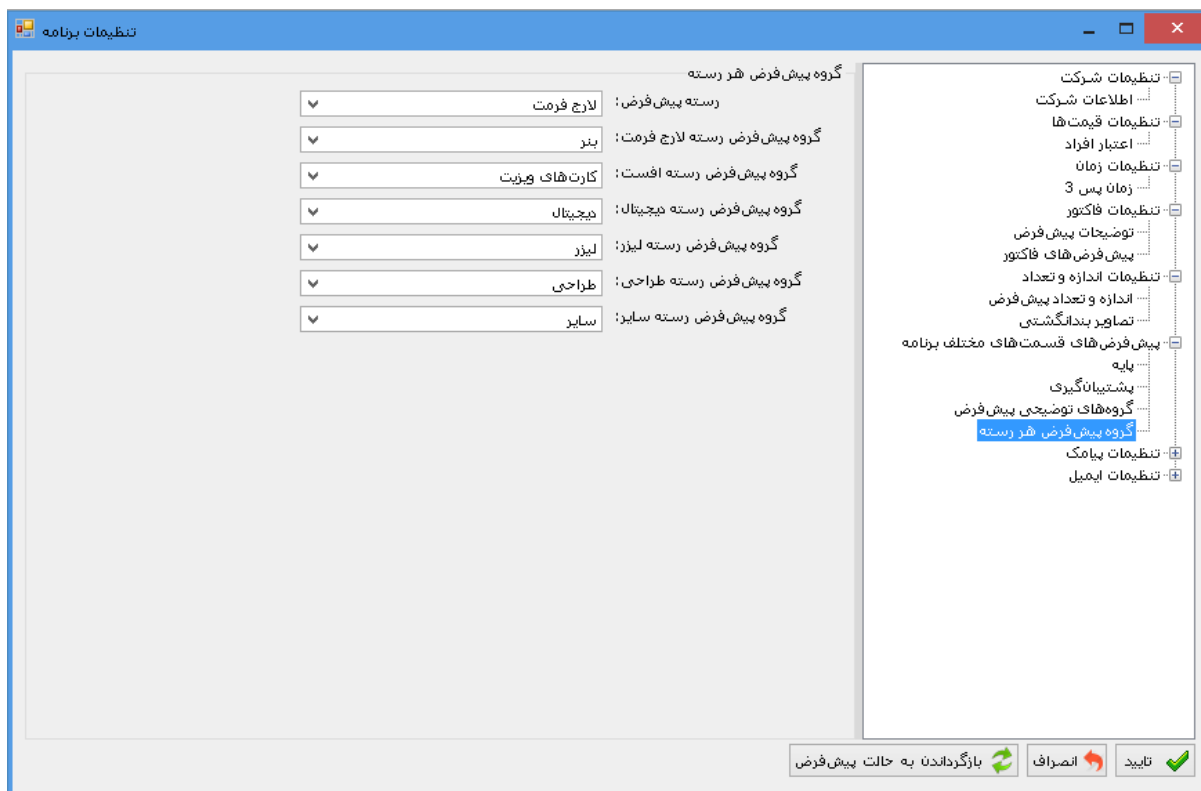 تنظیمات برنامه
تنظیمات شرکت
اطلاعات شرکت
تنظیمات قیمت‌ها
اعتبار افراد
تنظیمات زمان
زمان پس 3
تنظیمات فاکتور
توضیحات پیش‌فرض
پیش‌فرض‌های فاکتور
تنظیمات اندازه و تعداد
اندازه و تعداد پیش‌فرض
تصاویر بندانگشتی
پیش‌فرض‌های قسمت‌های مختلف برنامه
پایه
پشتیبان‌گیری
گروه‌های توضیحی پیش‌فرض
گروه پیش‌فرض هر رسته
تنظیمات پیامک
تنظیمات ایمیل
گروه پیش‌فرض هر رسته
رسته پیش‌فرض: لارج فرمت
گروه پیش‌فرض رسته لارج فرمت: بنر
گروه پیش‌فرض رسته افست: کارت‌های ویزیت
گروه پیش‌فرض رسته دیجیتال: دیجیتال
گروه پیش‌فرض رسته لیزر: لیزر
گروه پیش‌فرض رسته طراحی: طراحی
گروه پیش‌فرض رسته سایر: سایر
تایید انصراف بازگرداندن به حالت پیش‌فرض